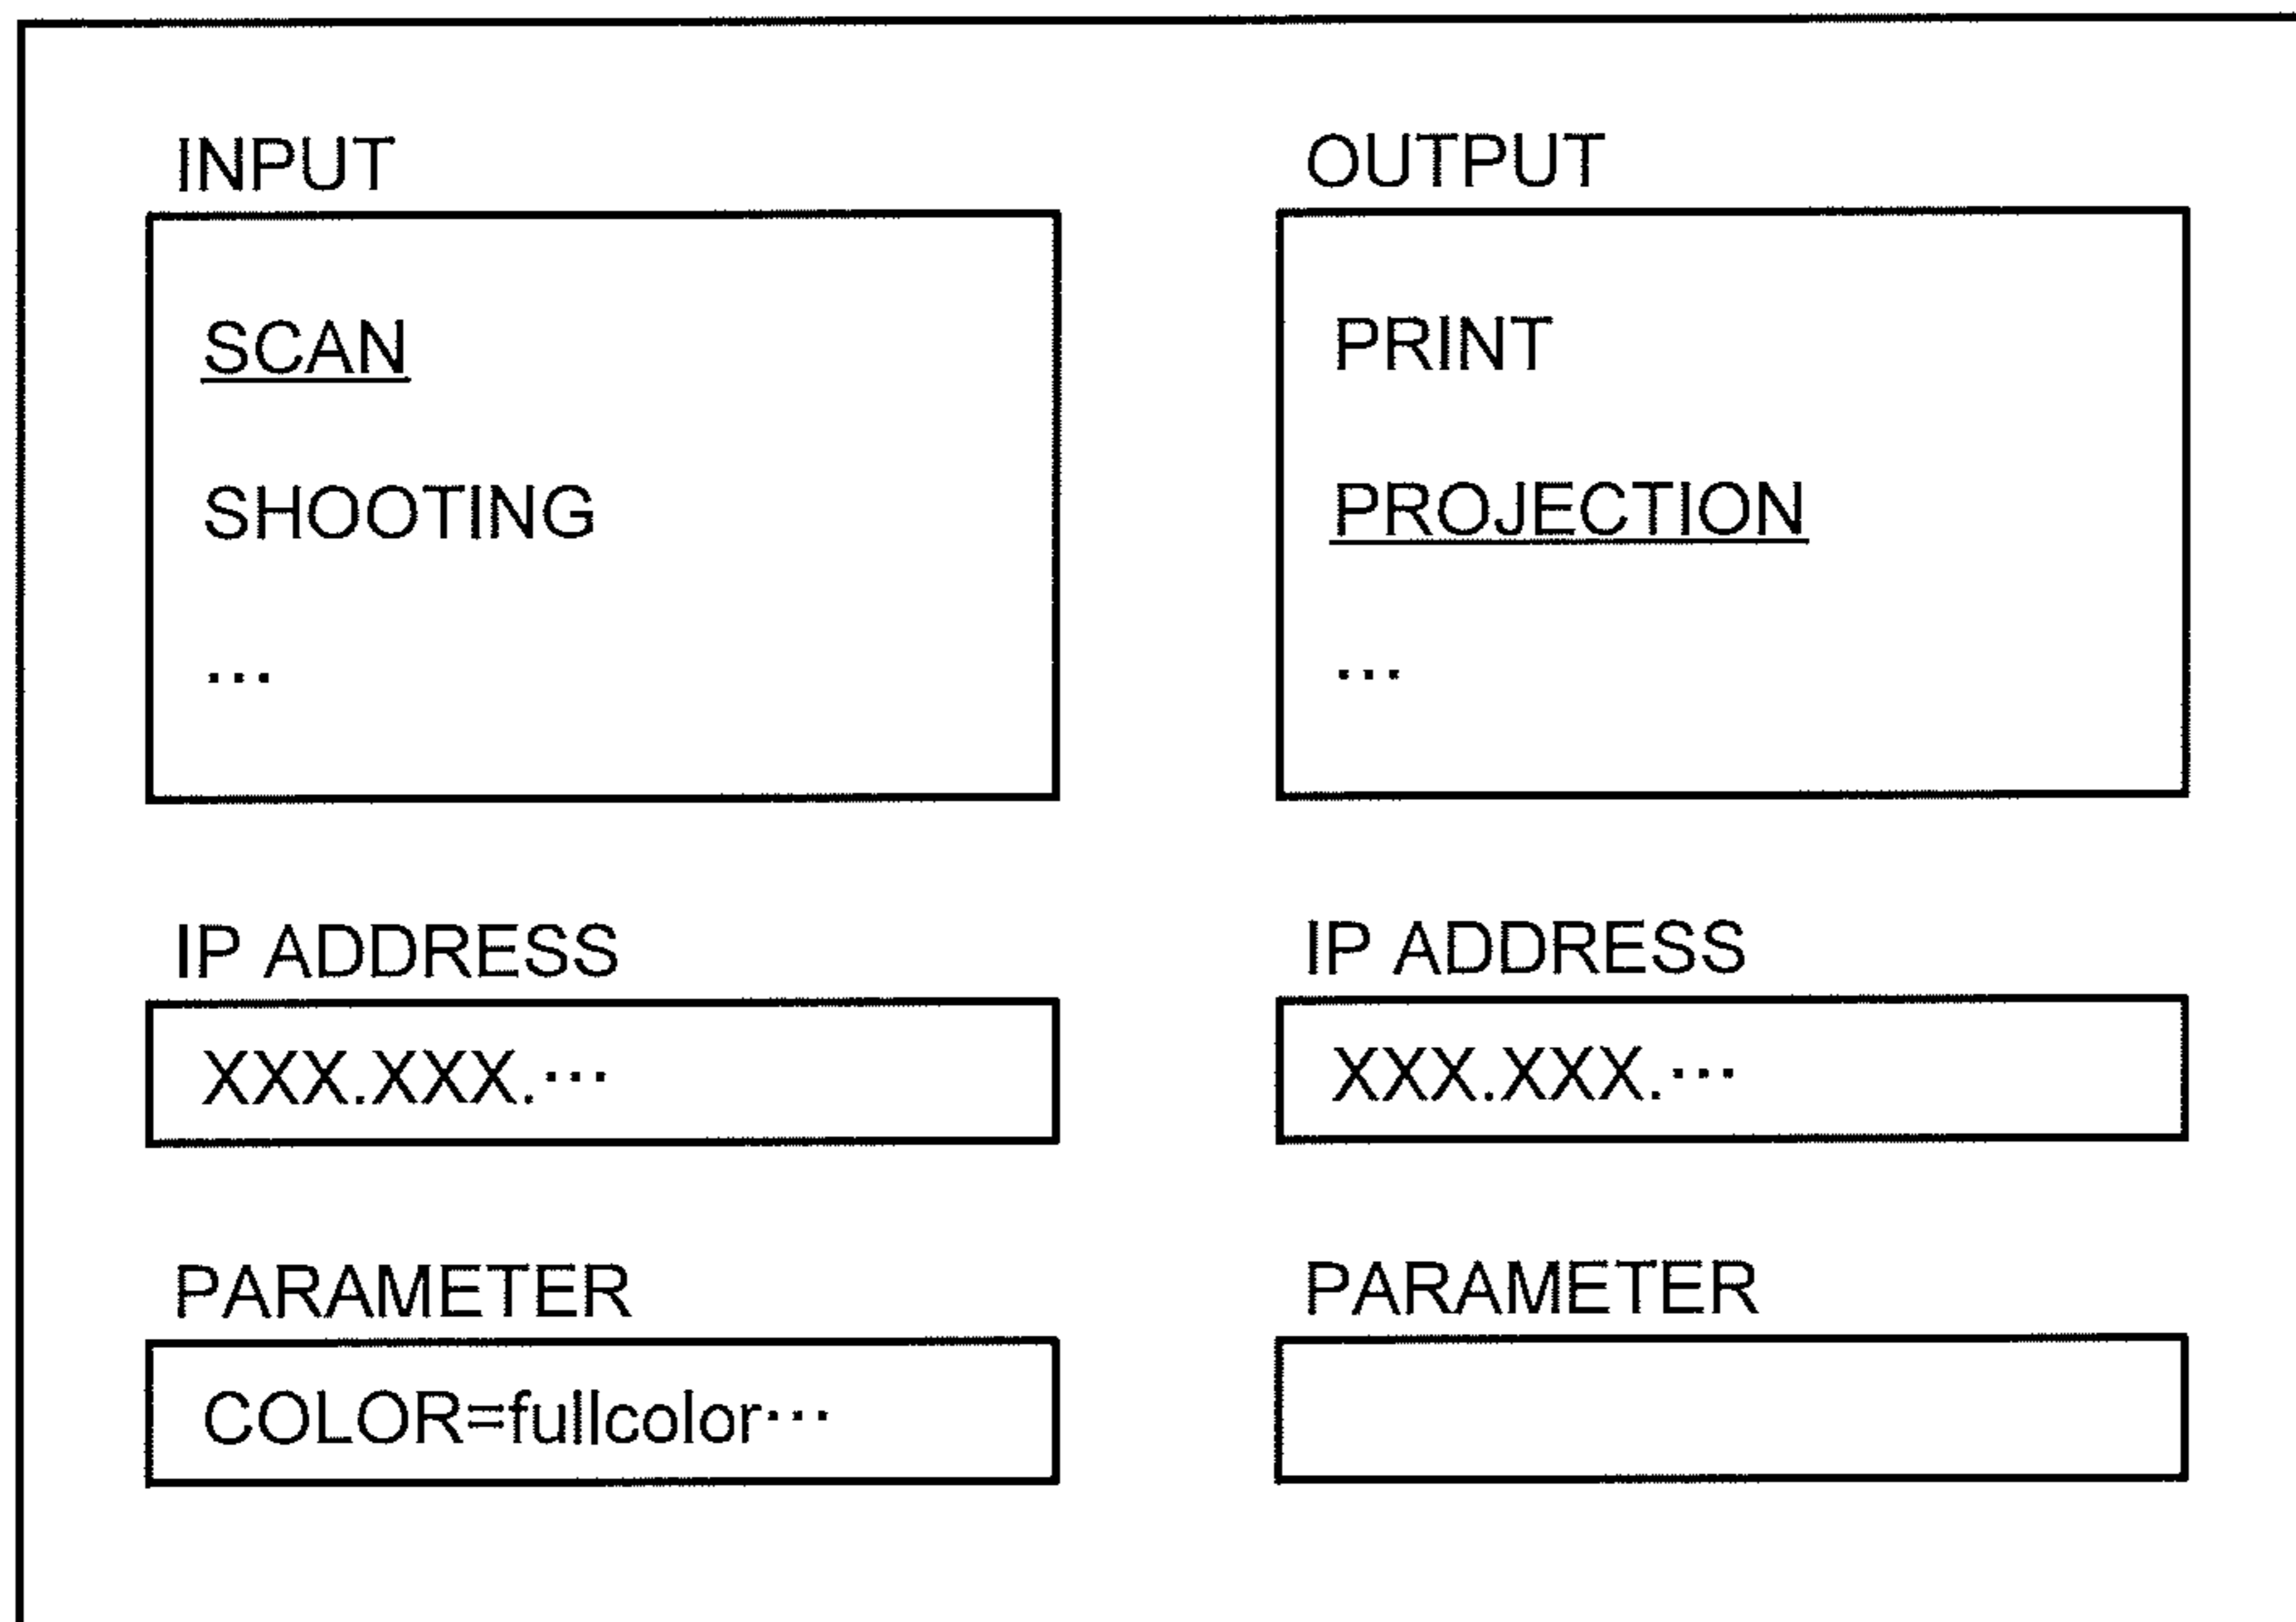 INPUT
SCAN
SHOOTING
…
IP ADDRESS
XXX.XXX.…
PARAMETER
COLOR=fullcolor…
OUTPUT
PRINT
PROJECTION
…
IP ADDRESS
XXX.XXX.…
PARAMETER